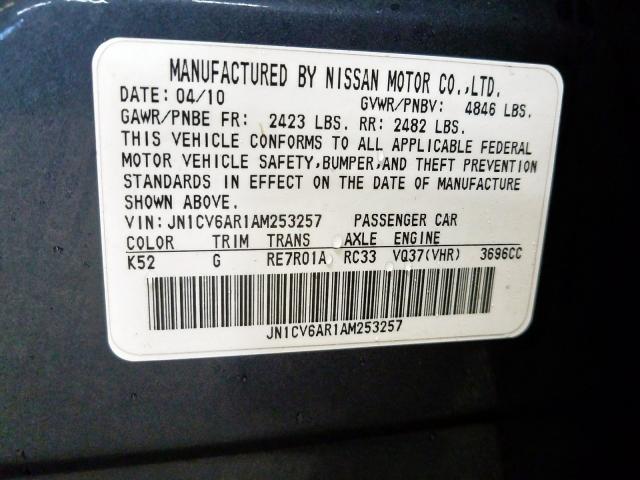 MANUFACTURED BY NISSAN MOTOR CO.,LTD.
DATE: 04/10 GVWR/PNBV: 4846 LBS.
GAWR/PNBE FR: 2423 LBS. RR: 2482 LBS.
THIS VEHICLE CONFORMS TO ALL APPLICABLE FEDERAL
MOTOR VEHICLE SAFETY,BUMPER,AND THEFT PREVENTION
STANDARDS IN EFFECT ON THE DATE OF MANUFACTURE
SHOWN ABOVE.
VIN: JN1CV6AR1AM253257 PASSENGER CAR
COLOR TRIM TRANS AXLE ENGINE
K52 G RE7R01A RC33 VQ37(VHR) 3696CC
JN1CV6AR1AM253257